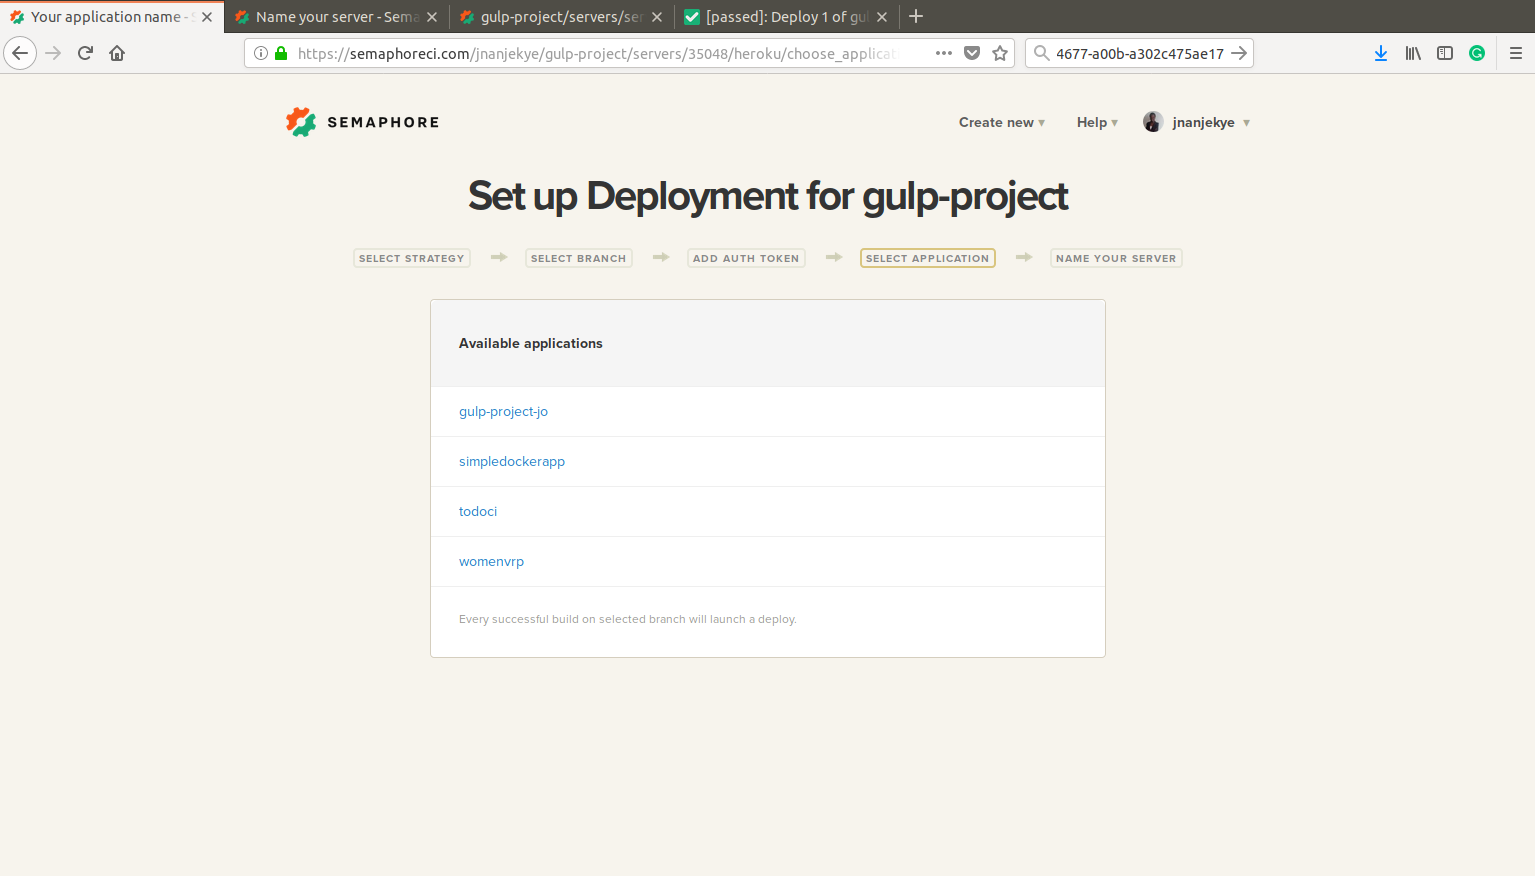 Your application name - S
Name your server - Sema
gulp-project/servers/ser
[passed]: Deploy 1 of gul
https://semaphoreci.com/jnanjekye/gulp-project/servers/35048/heroku/choose_applicat
4677-a00b-a302c475ae17
SEMAPHORE
Create new
Help
jnanjekye
Set up Deployment for gulp-project
SELECT STRATEGY
SELECT BRANCH
ADD AUTH TOKEN
SELECT APPLICATION
NAME YOUR SERVER
Available applications
gulp-project-jo
simpledockerapp
todoci
womenvrp
Every successful build on selected branch will launch a deploy.